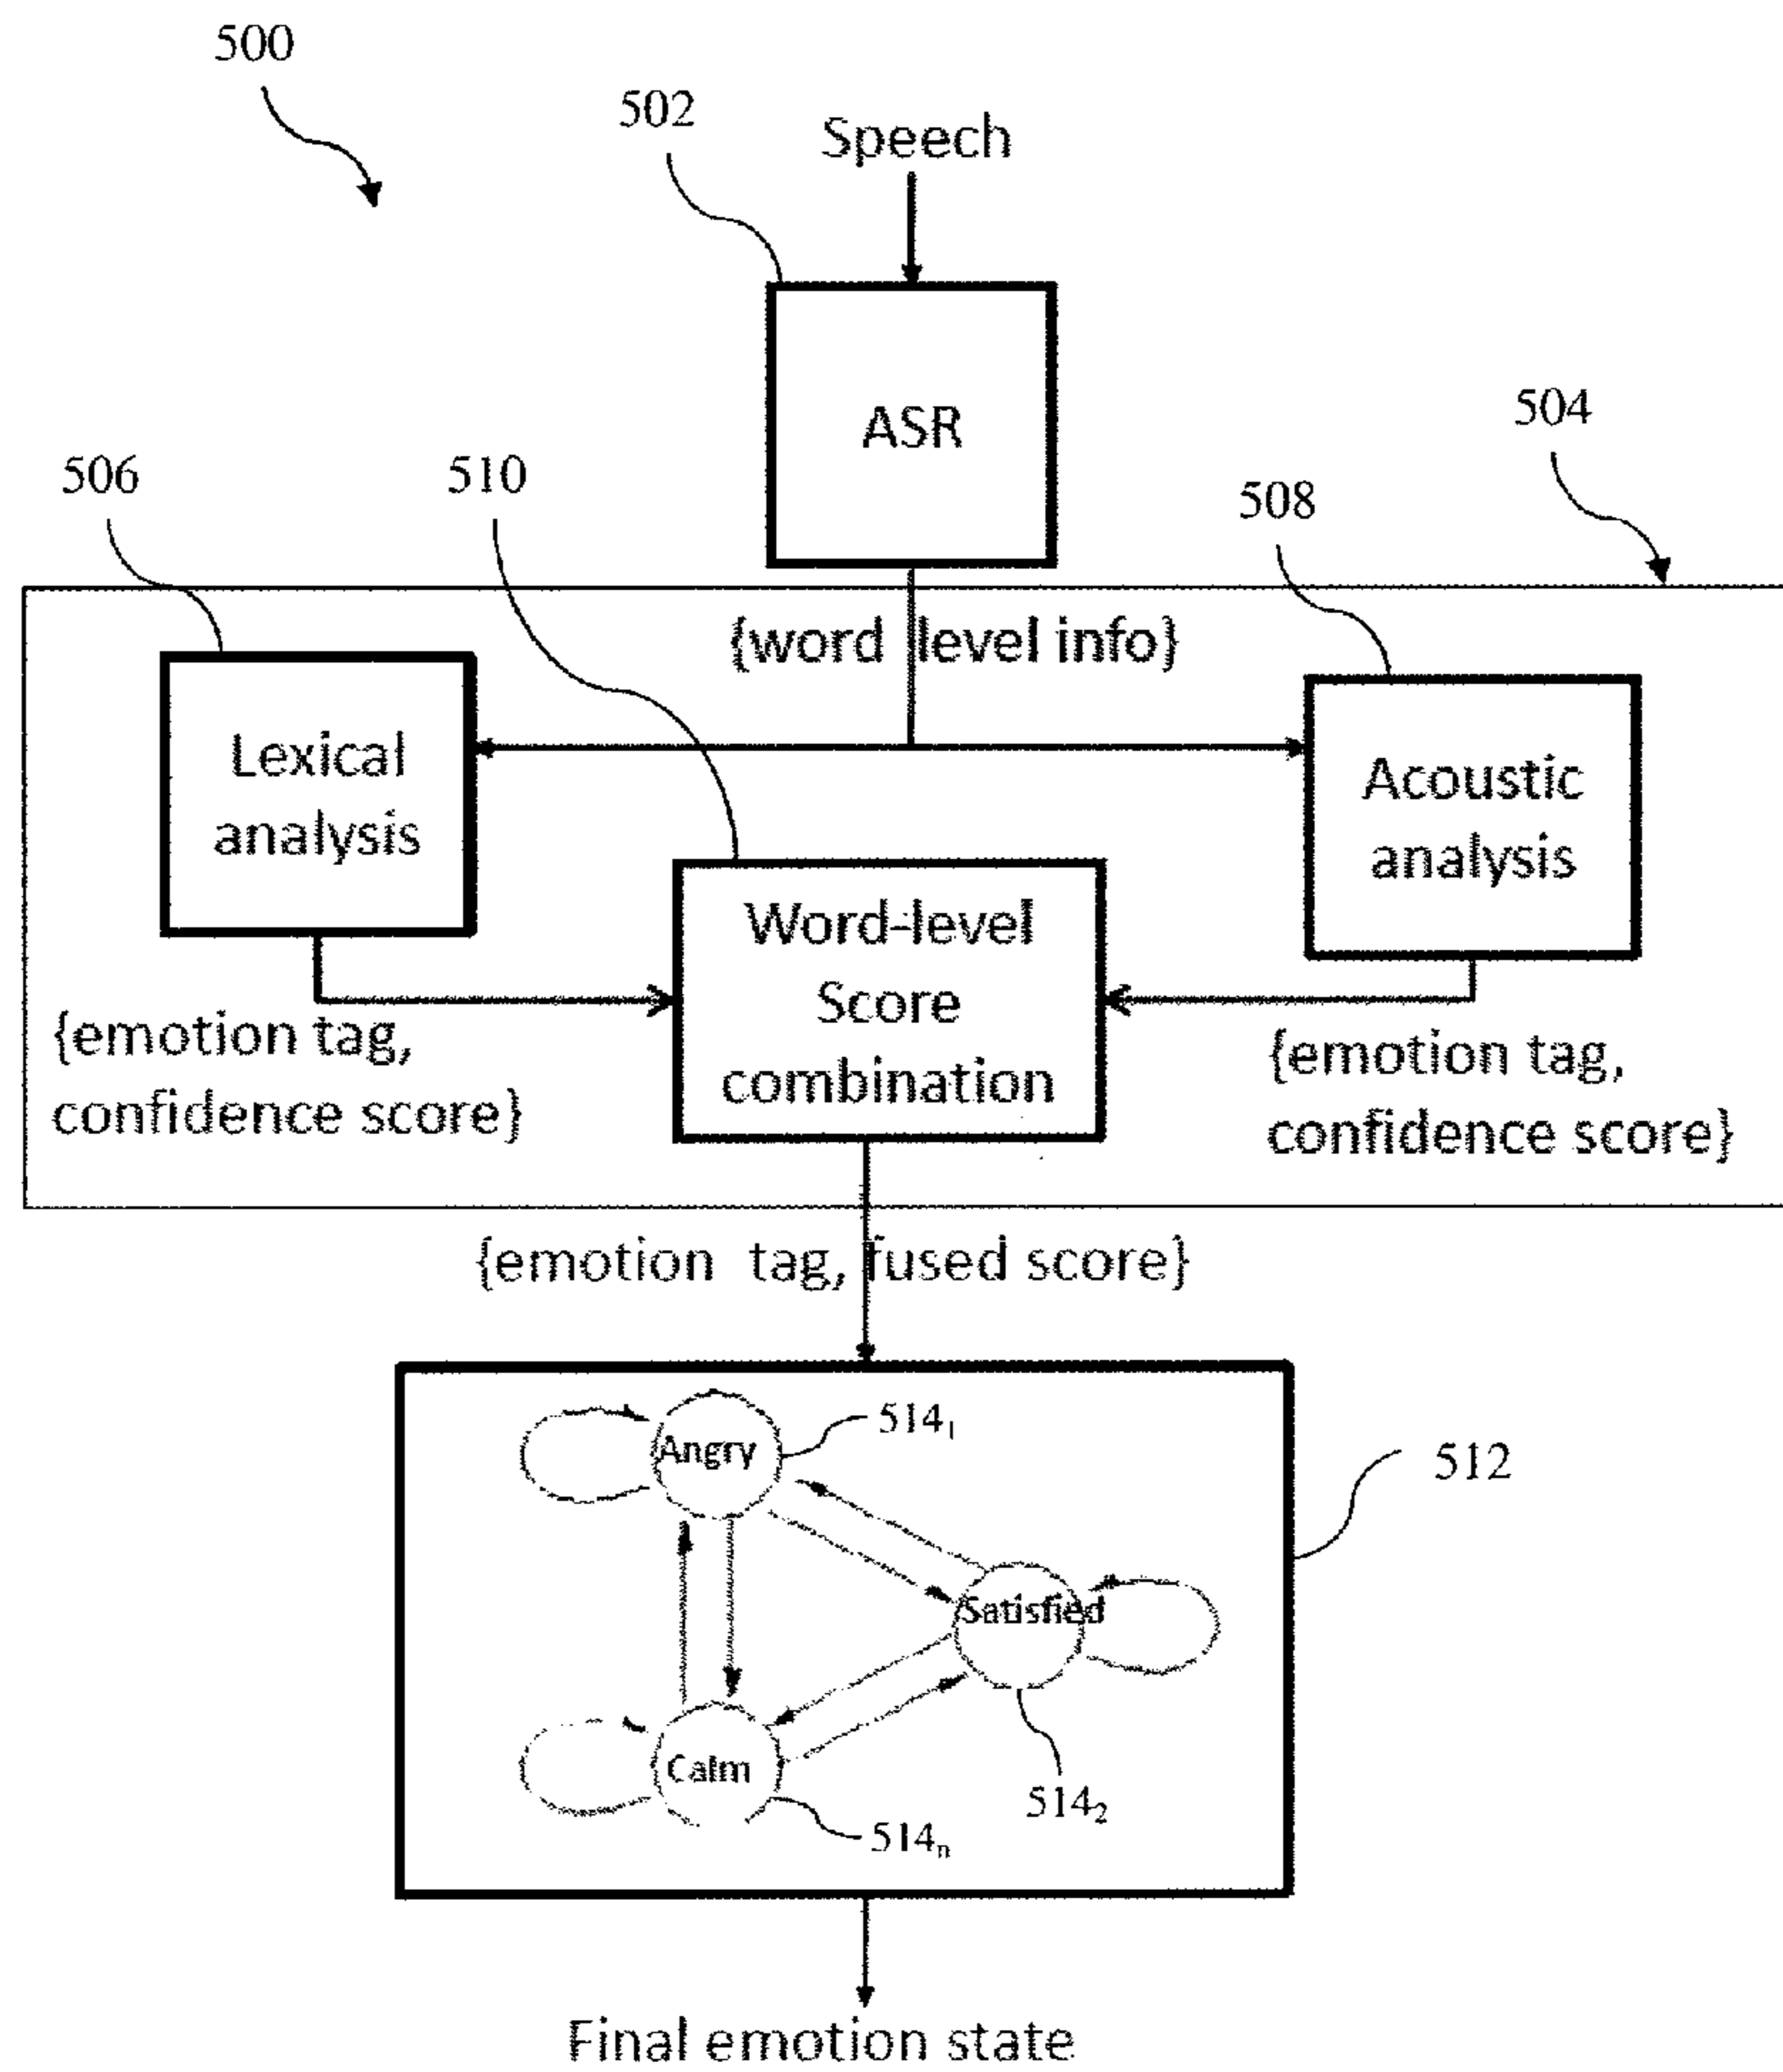 500
502
Speech
ASR
504
506
510
508
{word level info}
Lexical
analysis
Acoustic
analysis
Word-level
Score
combination
{emotion tag,
confidence score}
{emotion tag,
confidence score}
{emotion tag, fused score}
Angry
514₁
512
Satisfied
Calm
514₂
514ₙ
Final emotion state